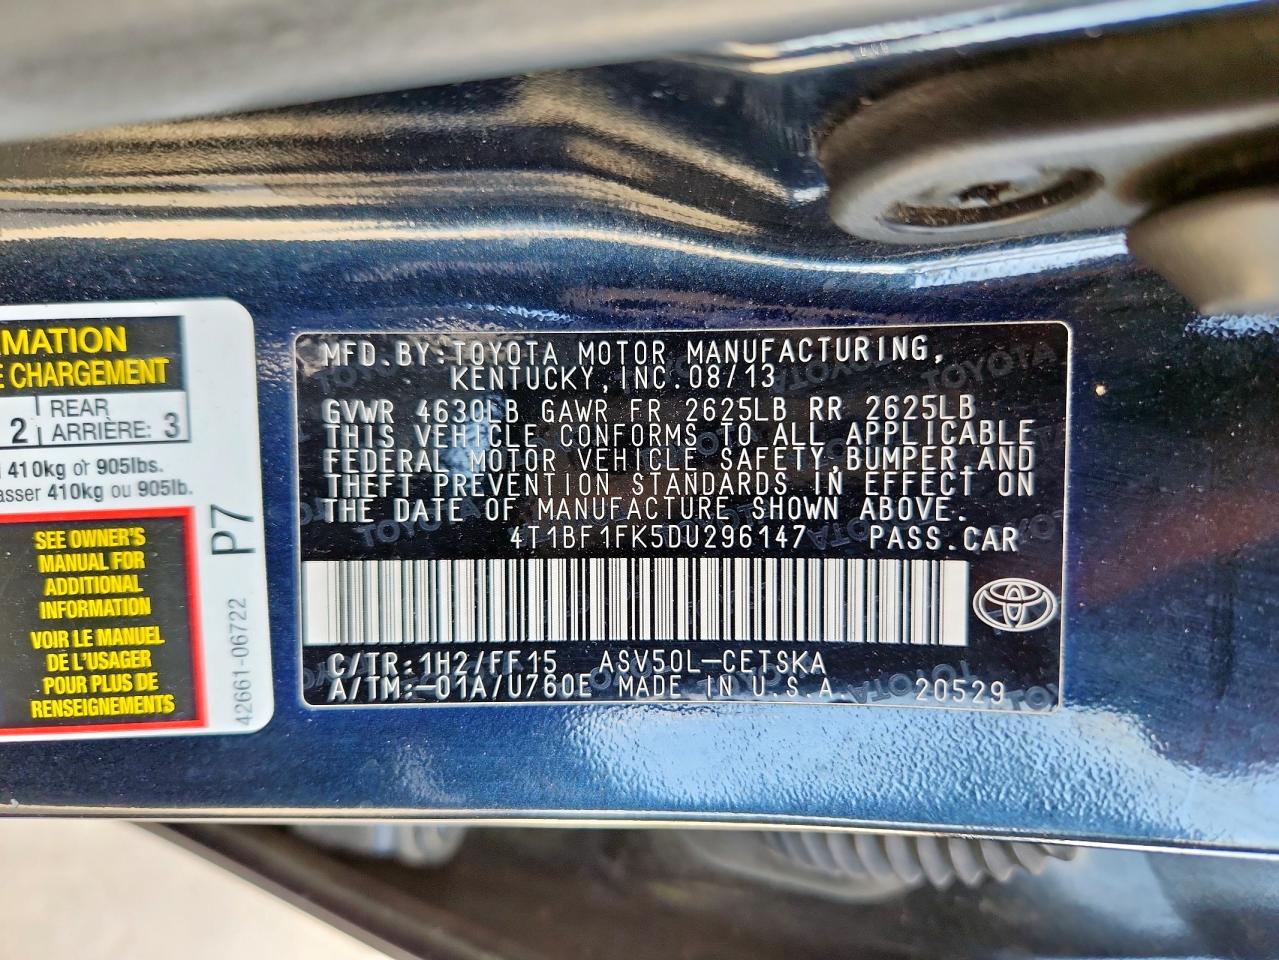 RMATION
E CHARGEMENT
2 REAR
ARRIÈRE: 3
410kg or 905lbs.
asser 410kg ou 905lb.
SEE OWNER'S
MANUAL FOR
ADDITIONAL
INFORMATION
VOIR LE MANUEL
DE L'USAGER
POUR PLUS DE
RENSEIGNEMENTS
P7
42661-06722
MFD.BY:TOYOTA MOTOR MANUFACTURING,
KENTUCKY,INC.08/13
GVWR 4630LB GAWR FR 2625LB RR 2625LB
THIS VEHICLE CONFORMS TO ALL APPLICABLE
FEDERAL MOTOR VEHICLE SAFETY,BUMPER,AND
THEFT PREVENTION STANDARDS IN EFFECT ON
THE DATE OF MANUFACTURE SHOWN ABOVE.
4T1BF1FK5DU296147 PASS.CAR
C/TR:1H2/FF15 ASV50L-CETSKA
A/TM:-01A/U760E MADE IN U.S.A. 20529